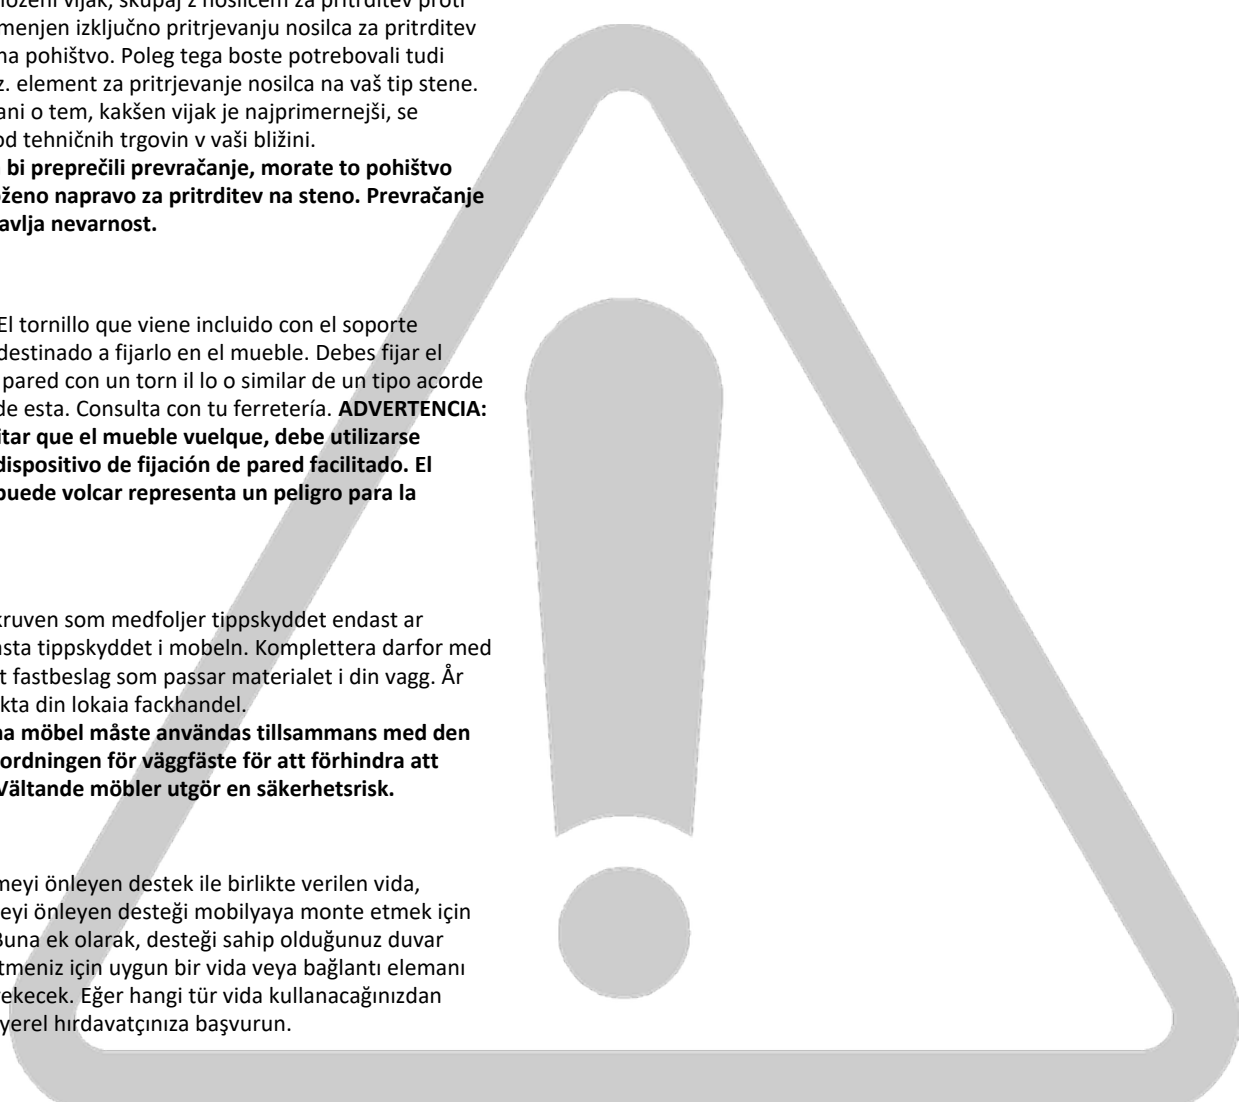 vijak, skupaj z nosilcem za pritrditev proti
menjen izključno pritrjevanju nosilca za pritrditev
na pohištvo. Poleg tega boste potrebovali tudi
z. element za pritrjevanje nosilca na vaš tip stene.
ani o tem, kakšen vijak je najprimernejši, se
od tehničnih trgovin v vaši bližini.
bi preprečili prevračanje, morate to pohištvo
oženo napravo za pritrditev na steno. Prevračanje
avlja nevarnost.
El tornillo que viene incluido con el soporte
destinado a fijarlo en el mueble. Debes fijar el
pared con un torn il lo o similar de un tipo acorde
de esta. Consulta con tu ferretería. ADVERTENCIA:
itar que el mueble vuelque, debe utilizarse
dispositivo de fijación de pared facilitado. El
puede volcar representa un peligro para la
kruven som medfoljer tippskyddet endast ar
asta tippskyddet i mobeln. Komplettera darfor med
t fastbeslag som passar materialet i din vagg. År
kta din lokaia fackhandel.
na möbel måste användas tillsammans med den
ordningen för väggfäste för att förhindra att
Vältande möbler utgör en säkerhetsrisk.
meyi önleyen destek ile birlikte verilen vida,
eyi önleyen desteği mobilyaya monte etmek için
Buna ek olarak, desteği sahip olduğunuz duvar
tmeniz için uygun bir vida veya bağlantı elemanı
ekecek. Eğer hangi tür vida kullanacağınızdan
yerel hırdavatçınıza başvurun.